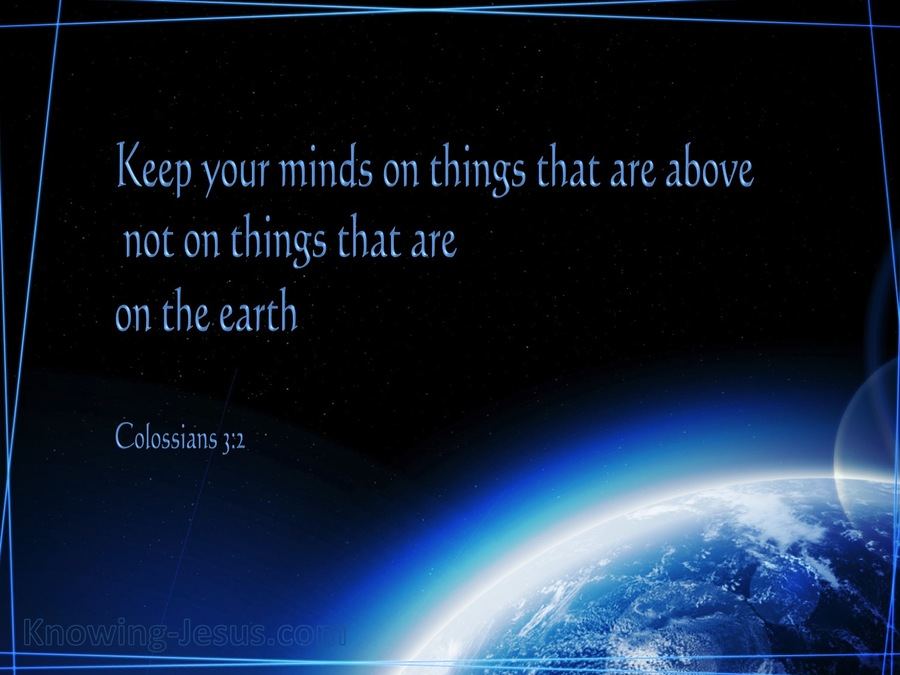 Keep your minds on things that are above
not on things that are
on the earth
Colossians 3:2
Knowing-Jesus.com